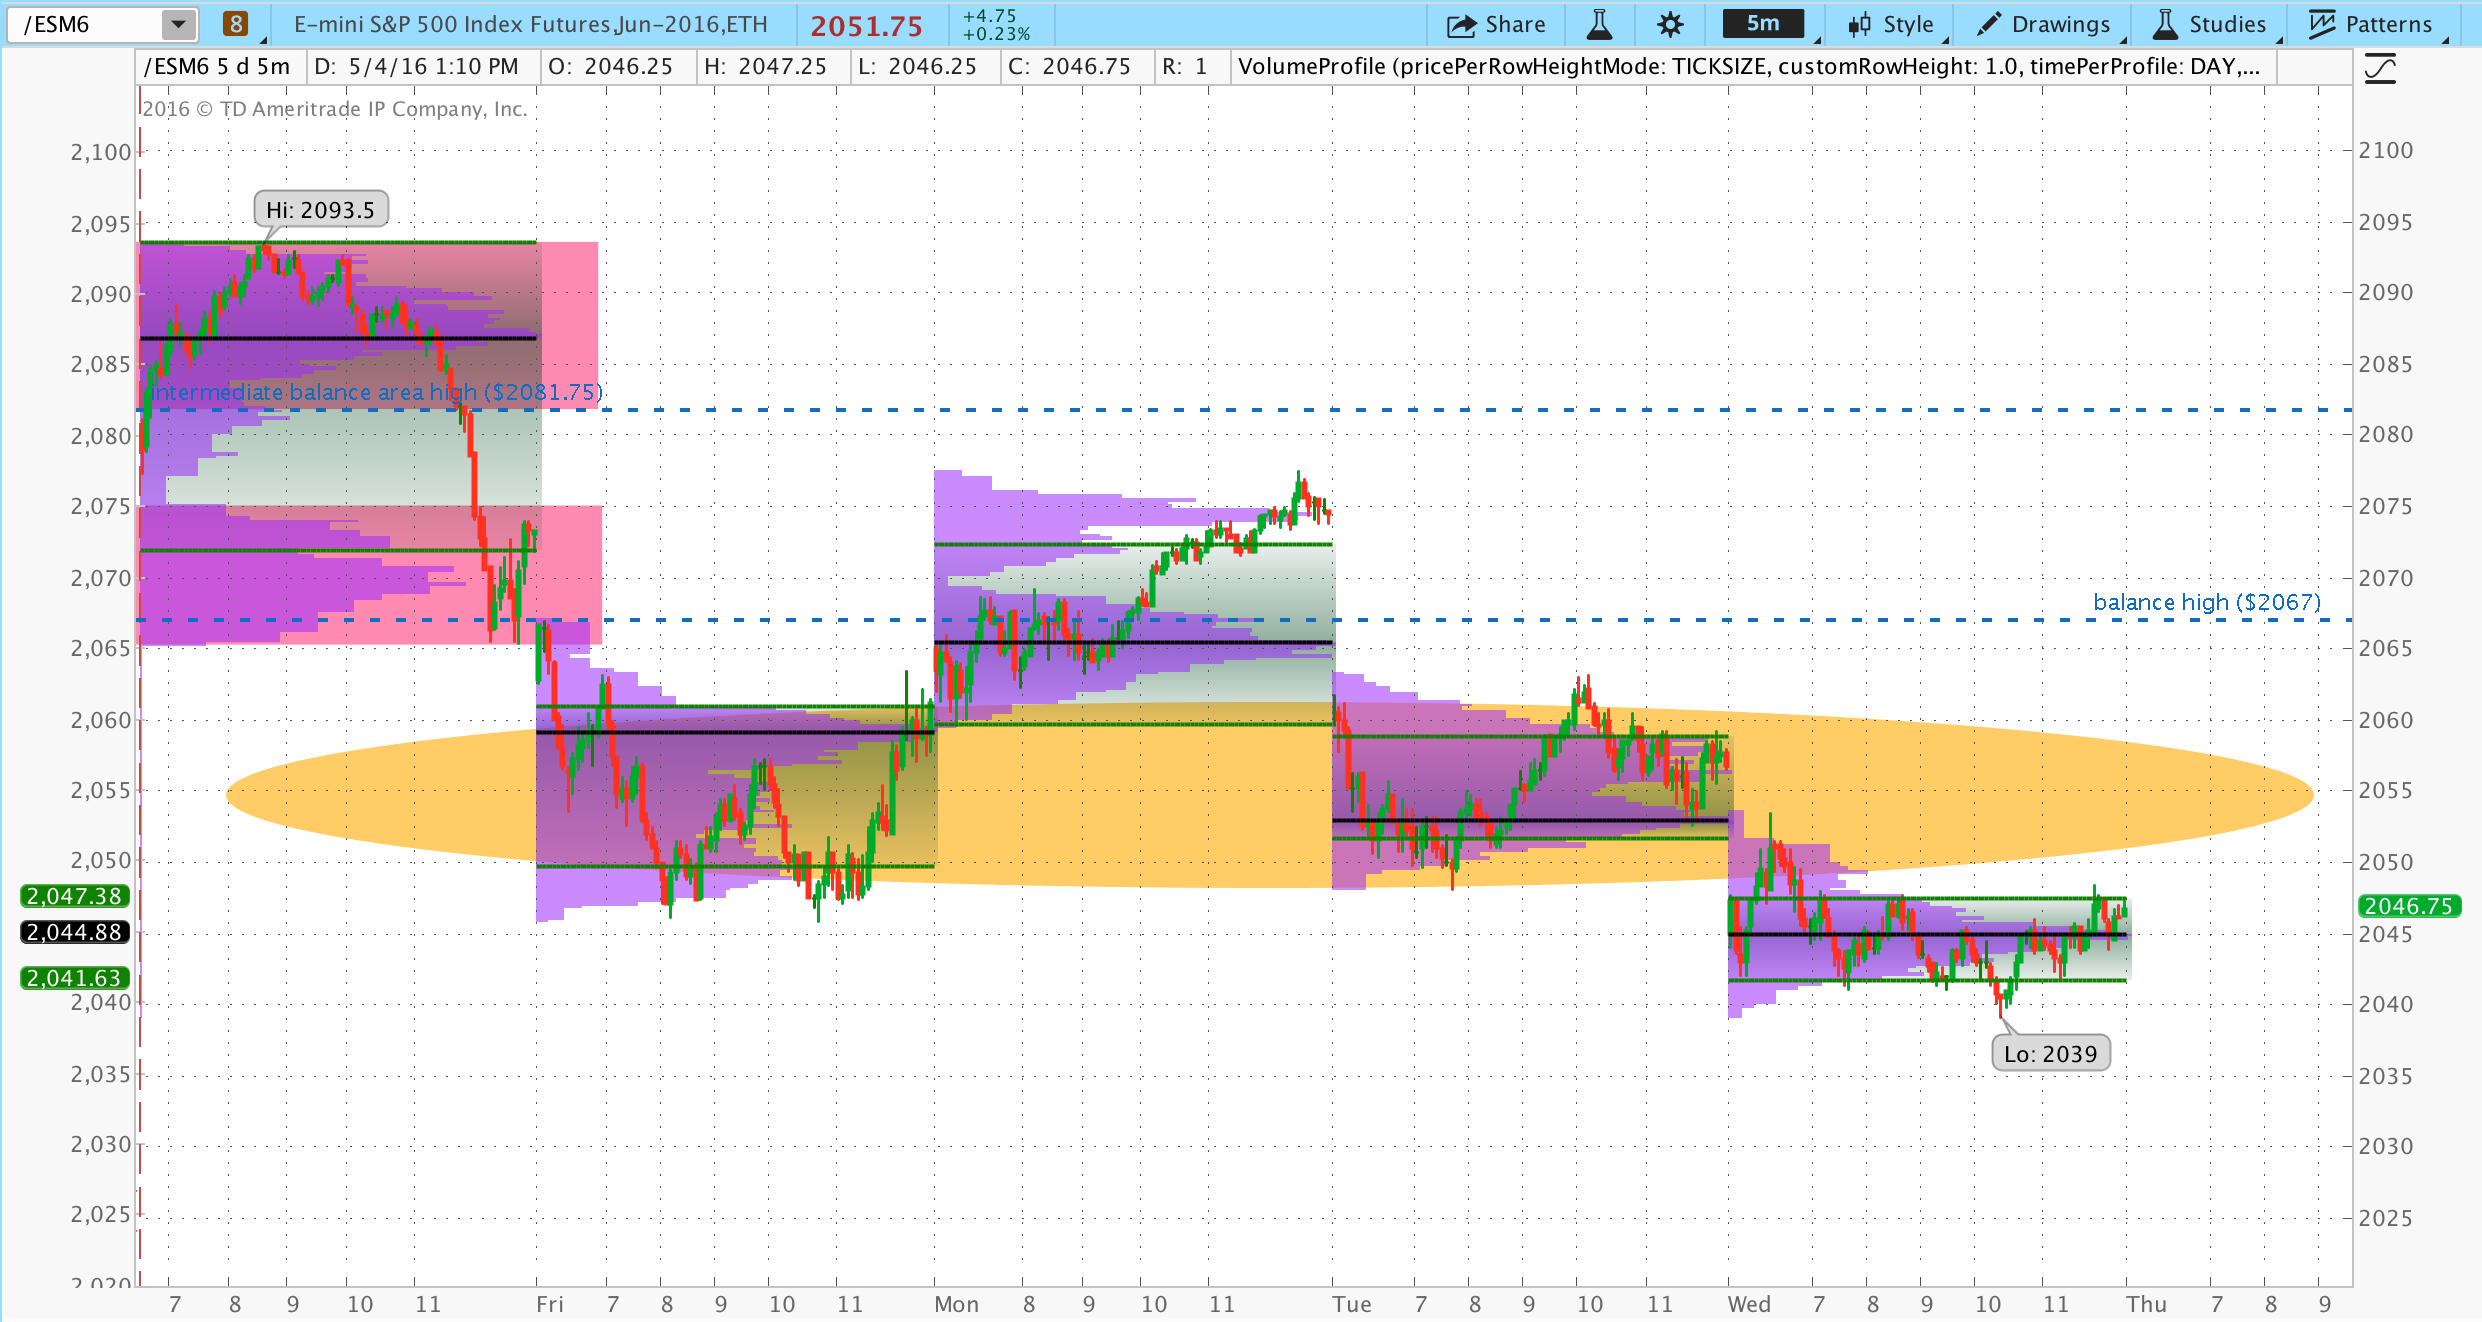 /ESM6 8 E-mini S&P 500 Index Futures,Jun-2016,ETH 2051.75 +4.75 +0.23% Share 5m Style Drawings Studies Patterns
/ESM6 5 d 5m D: 5/4/16 1:10 PM O: 2046.25 H: 2047.25 L: 2046.25 C: 2046.75 R: 1 VolumeProfile (pricePerRowHeightMode: TICKSIZE, customRowHeight: 1.0, timePerProfile: DAY,...
2016 © TD Ameritrade IP Company, Inc.
2,100 2100
2,095 2095
Hi: 2093.5
2,090 2090
2,085 2085
Intermediate balance area high ($2081.75)
2,080 2080
2,075 2075
2,070 2070
balance high ($2067)
2,065 2065
2,060 2060
2,055 2055
2,050 2050
2,047.38 2046.75
2,044.88 2045
2,041.63
2,040 2040
Lo: 2039
2,035 2035
2,030 2030
2,025 2025
2,020
7 8 9 10 11 Fri 7 8 9 10 11 Mon 8 9 10 11 Tue 7 8 9 10 11 Wed 7 8 9 10 11 Thu 7 8 9